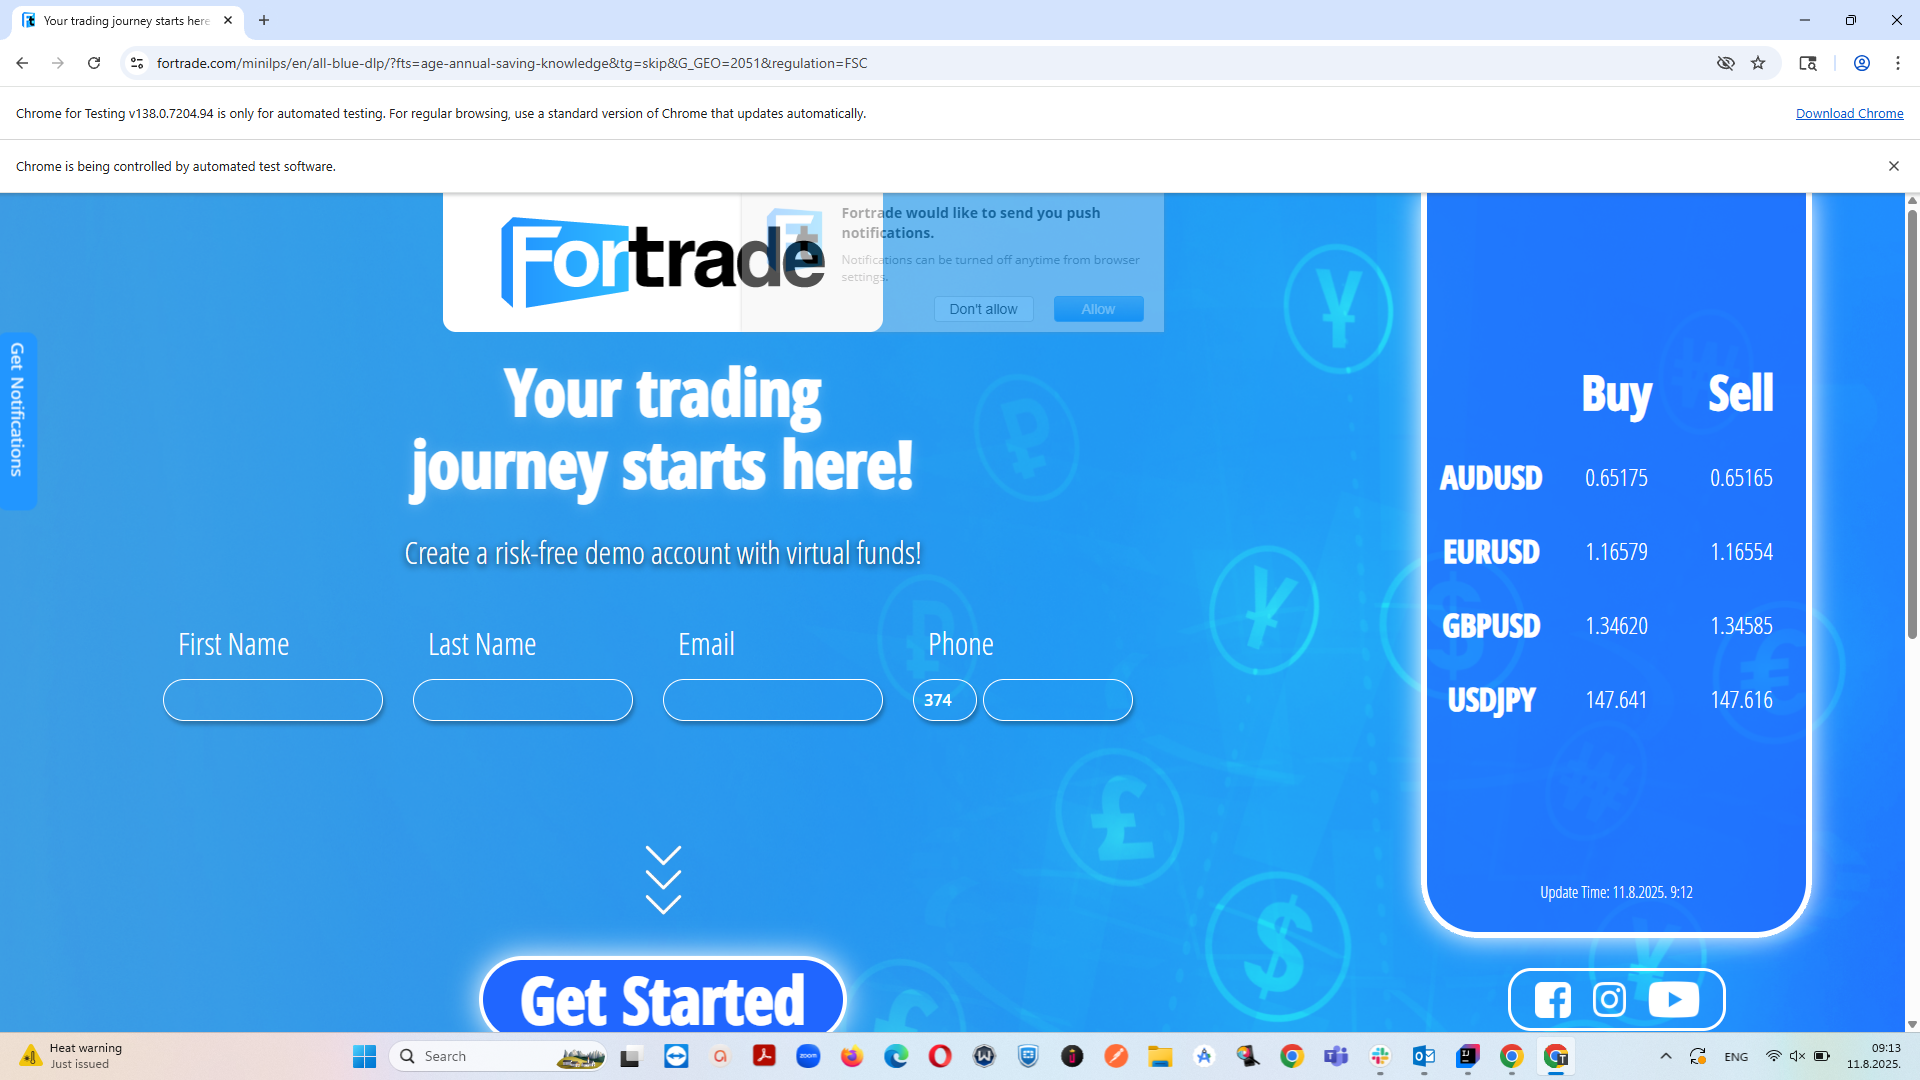 Your trading journey starts here
fortrade.com/minilps/en/all-blue-dlp/?fts=age-annual-saving-knowledge&tg=skip&G_GEO=2051&regulation=FSC
Chrome for Testing v138.0.7204.94 is only for automated testing. For regular browsing, use a standard version of Chrome that updates automatically.
Download Chrome
Chrome is being controlled by automated test software.
Fortrade
Fortrade would like to send you push
notifications.
Notifications can be turned off anytime from browser
settings.
Don't allow
Allow
Get Notifications
Your trading
journey starts here!
Create a risk-free demo account with virtual funds!
First Name
Last Name
Email
Phone
374
Get Started
Buy Sell
AUDUSD 0.65175 0.65165
EURUSD 1.16579 1.16554
GBPUSD 1.34620 1.34585
USDJPY 147.641 147.616
Update Time: 11.8.2025. 9:12
Heat warning
Just issued
Search
zoom
ENG
09:13
11.8.2025.